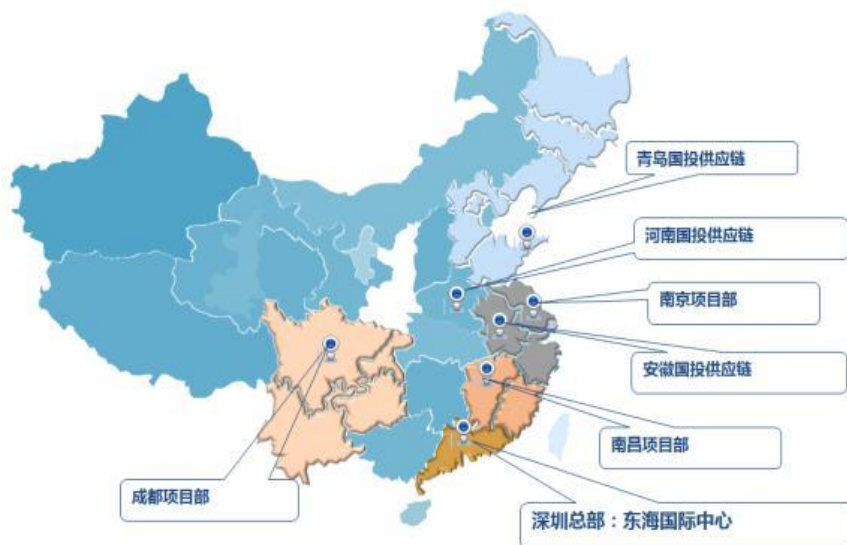 青岛国投供应链
河南国投供应链
南京项目部
安徽国投供应链
南昌项目部
成都项目部
深圳总部：东海国际中心